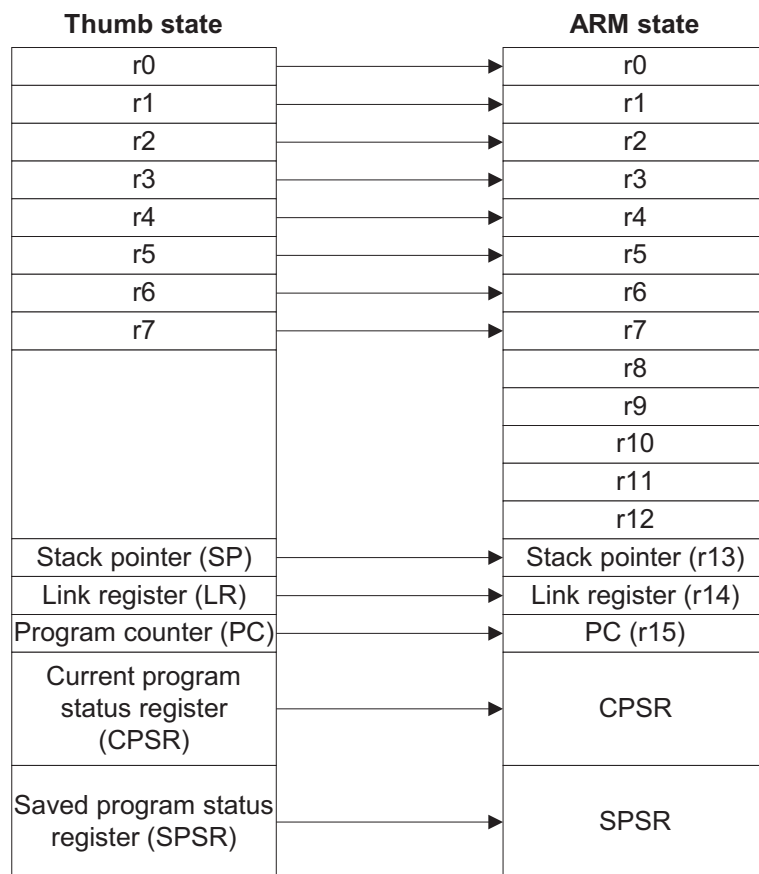 Thumb state
ARM state
r0
r0
r1
r1
r2
r2
r3
r3
r4
r4
r5
r5
r6
r6
r7
r7
r8
r9
r10
r11
r12
Stack pointer (SP)
Stack pointer (r13)
Link register (LR)
Link register (r14)
Program counter (PC)
PC (r15)
Current program
status register
(CPSR)
CPSR
Saved program status
register (SPSR)
SPSR